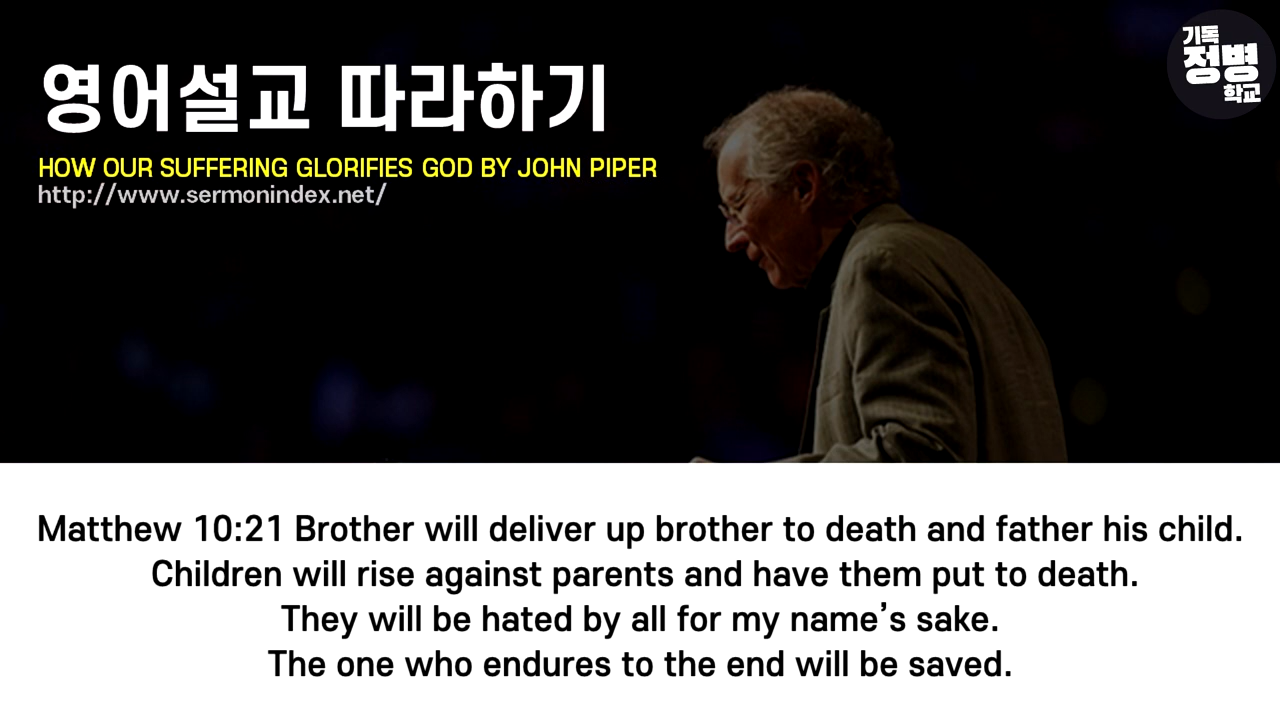 영어설교 따라하기
HOW OUR SUFFERING GLORIFIES GOD BY JOHN PIPER
http://www.sermonindex.net/
기독
정병
학교
Matthew 10:21 Brother will deliver up brother to death and father his child.
Children will rise against parents and have them put to death.
They will be hated by all for my name’s sake.
The one who endures to the end will be saved.